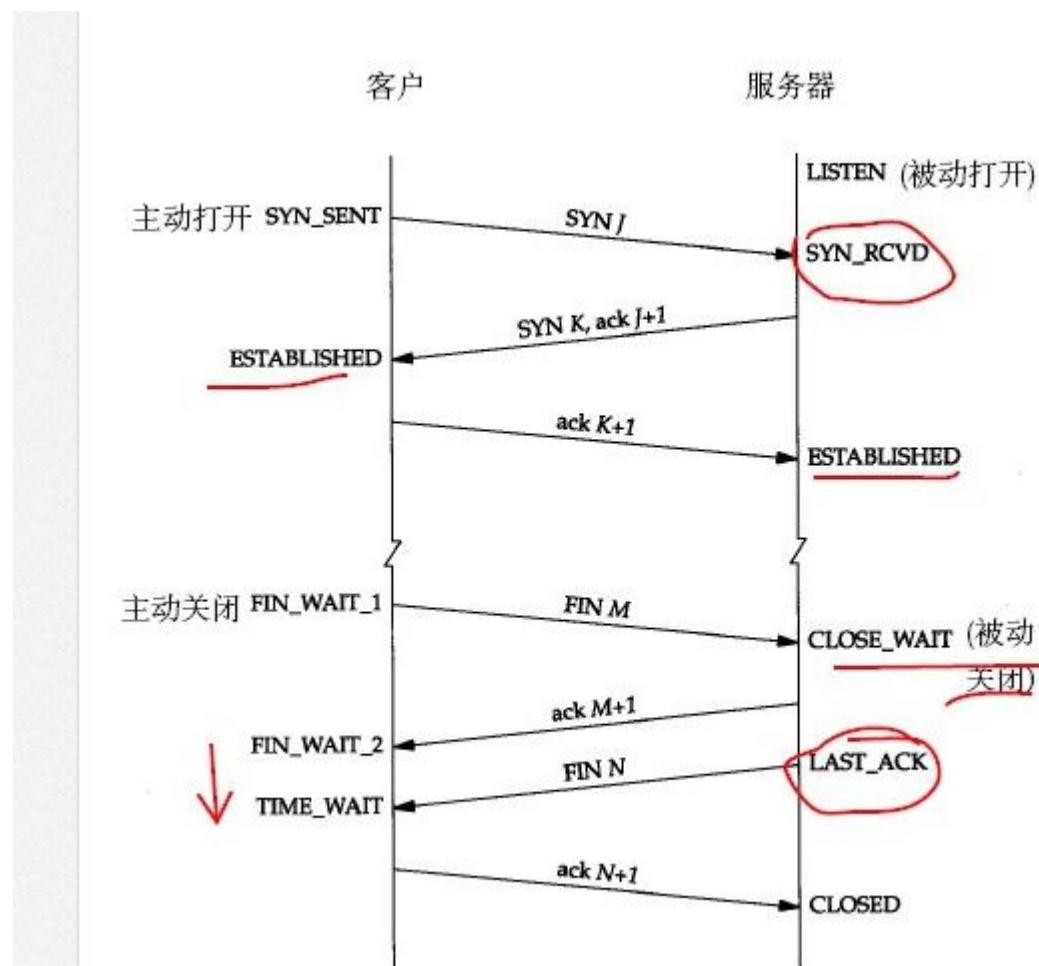 客户
服务器
LISTEN (被动打开)
主动打开 SYN_SENT
SYN J
SYN_RCVD
SYN K, ack J+1
ESTABLISHED
ack K+1
ESTABLISHED
主动关闭 FIN_WAIT_1
FIN M
CLOSE_WAIT (被动
关闭)
ack M+1
FIN_WAIT_2
FIN N
LAST_ACK
TIME_WAIT
ack N+1
CLOSED